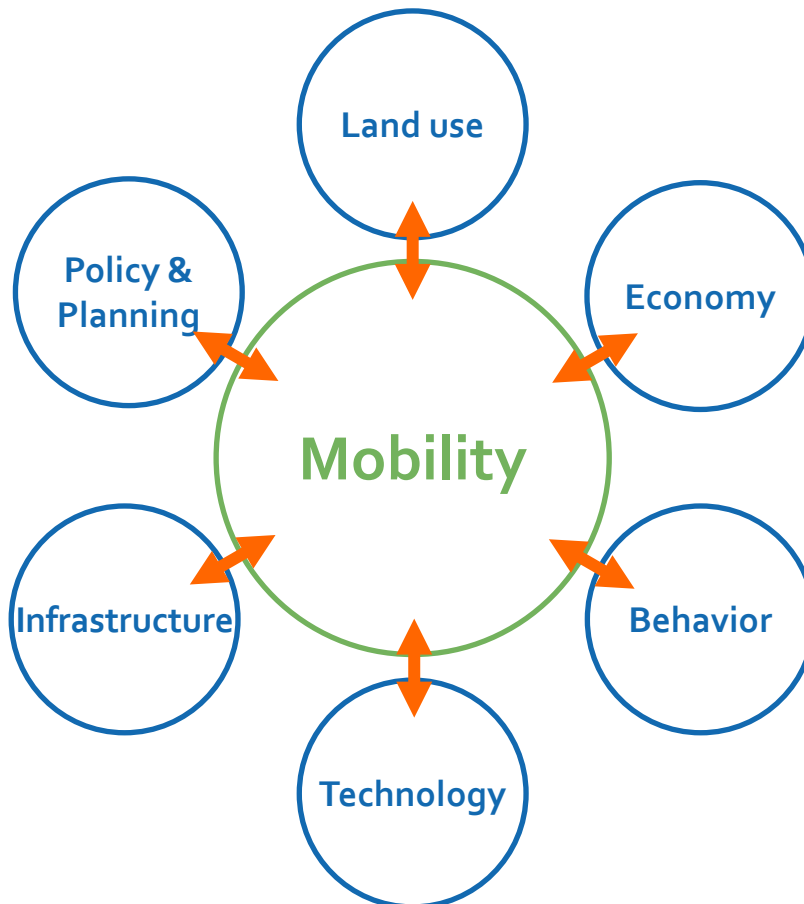 Land use
Policy &
Planning
Economy
Mobility
Infrastructure
Behavior
Technology